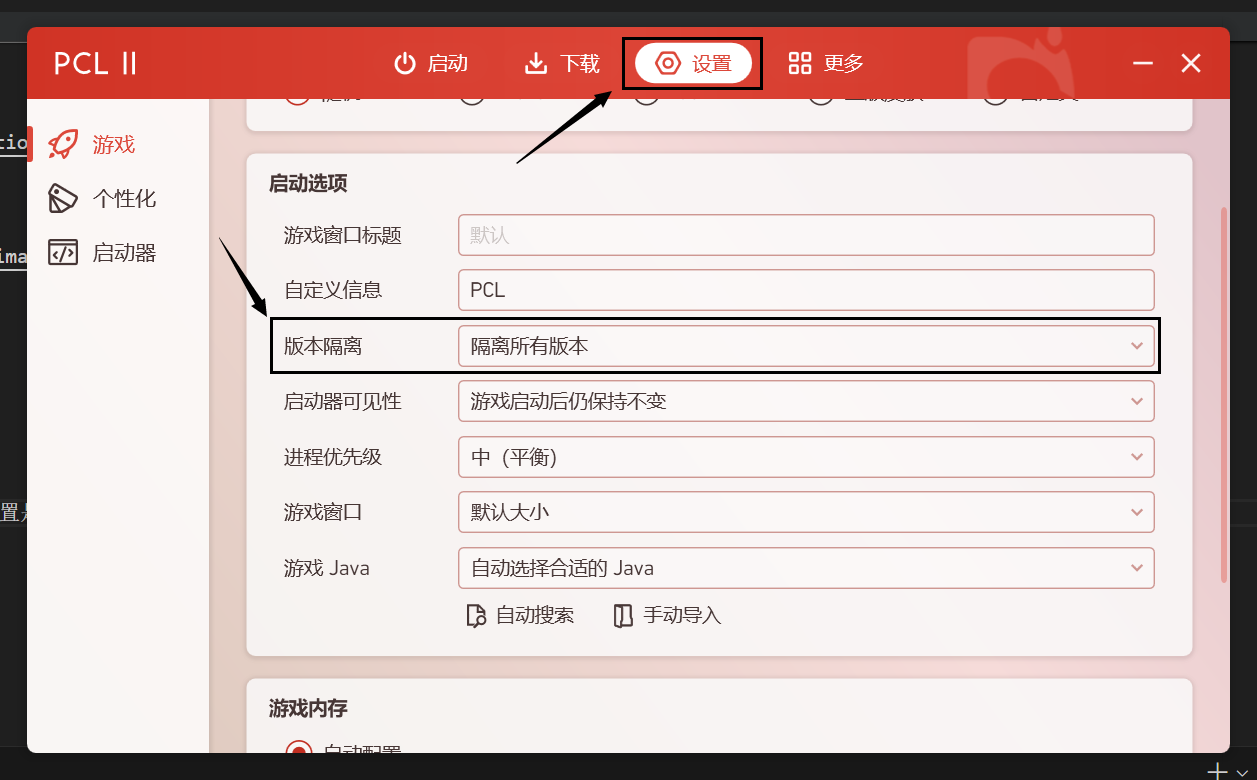 PCL II
启动
下载
设置
更多
游戏
个性化
启动器
启动选项
游戏窗口标题
默认
自定义信息
PCL
版本隔离
隔离所有版本
启动器可见性
游戏启动后仍保持不变
进程优先级
中（平衡）
游戏窗口
默认大小
游戏 Java
自动选择合适的 Java
自动搜索
手动导入
游戏内存
自动配置